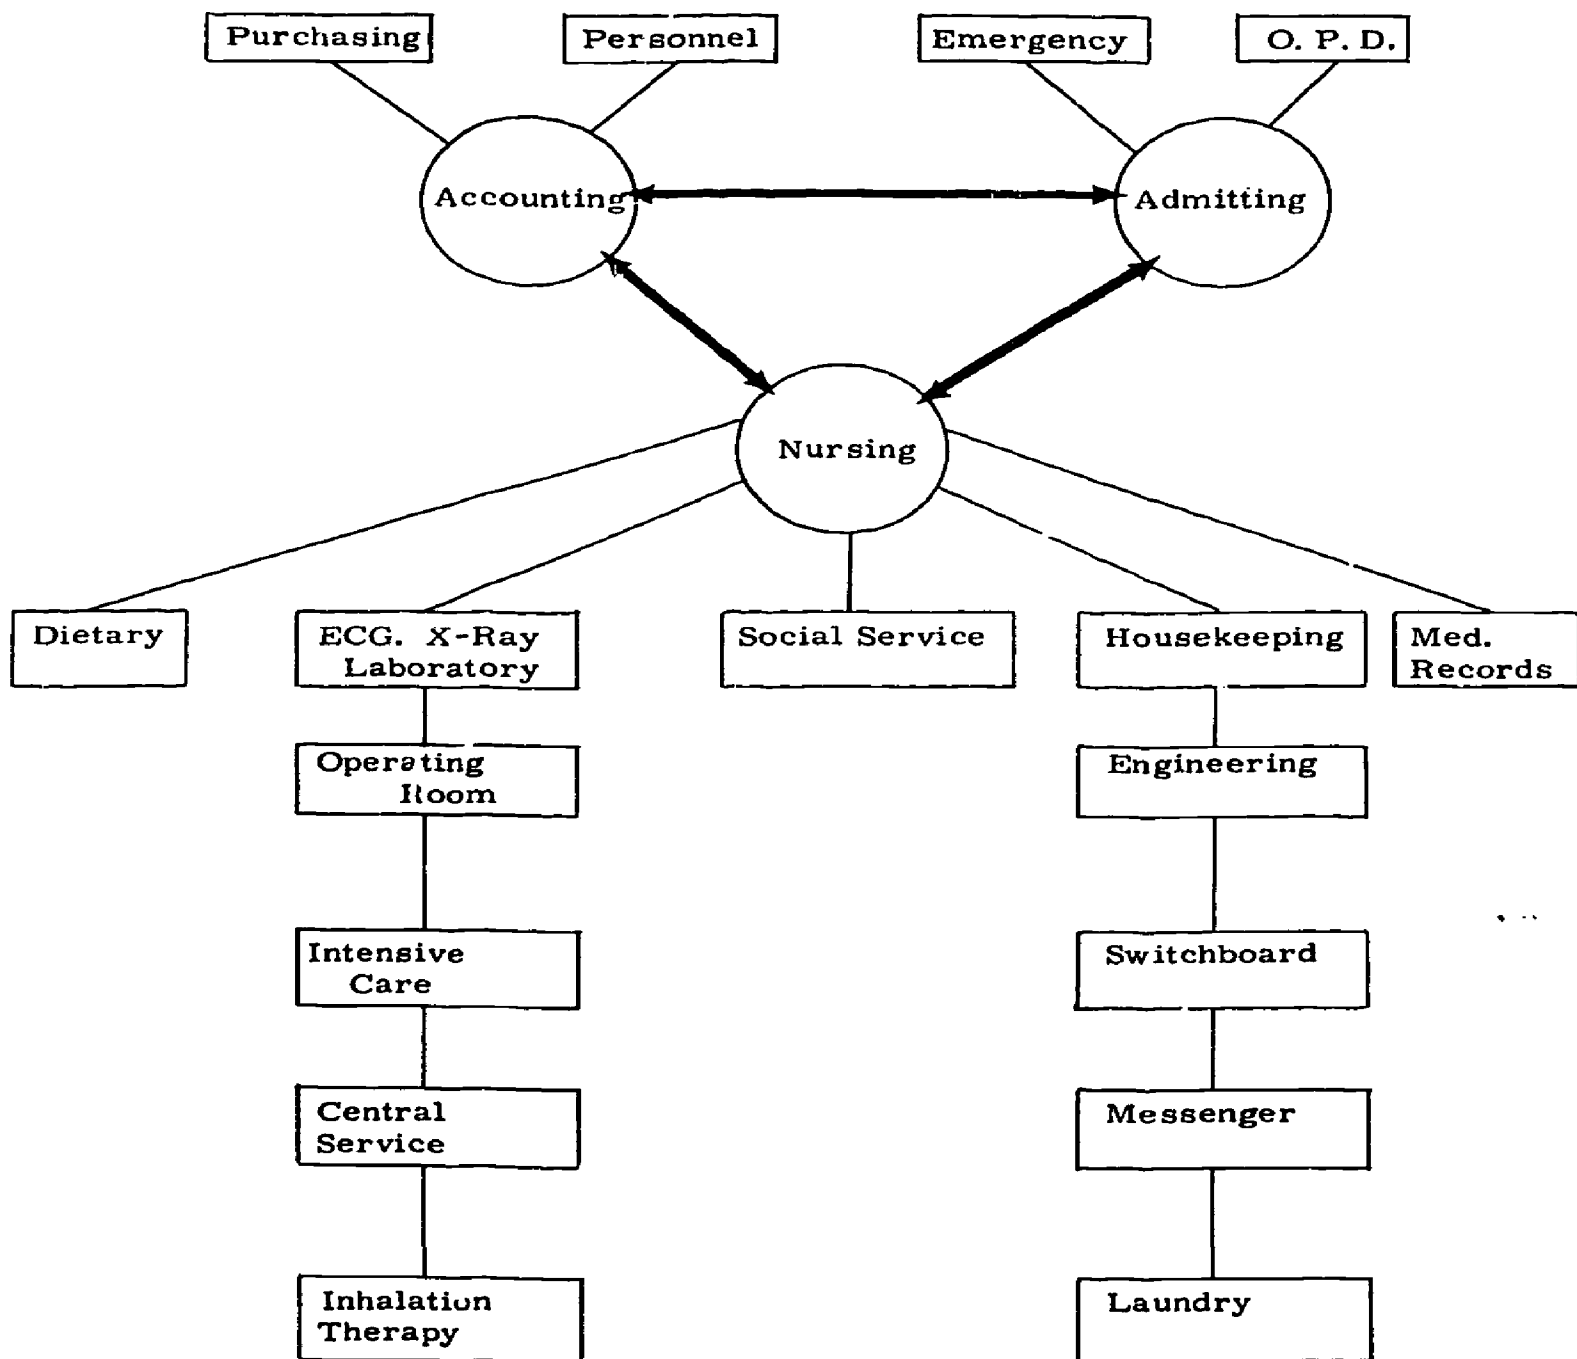 Purchasing
Personnel
Emergency
O. P. D.
Accounting
Admitting
Nursing
Dietary
ECG. X-Ray
Laboratory
Social Service
Housekeeping
Med.
Records
Operating
Room
Engineering
Intensive
Care
Switchboard
Central
Service
Messenger
Inhalation
Therapy
Laundry